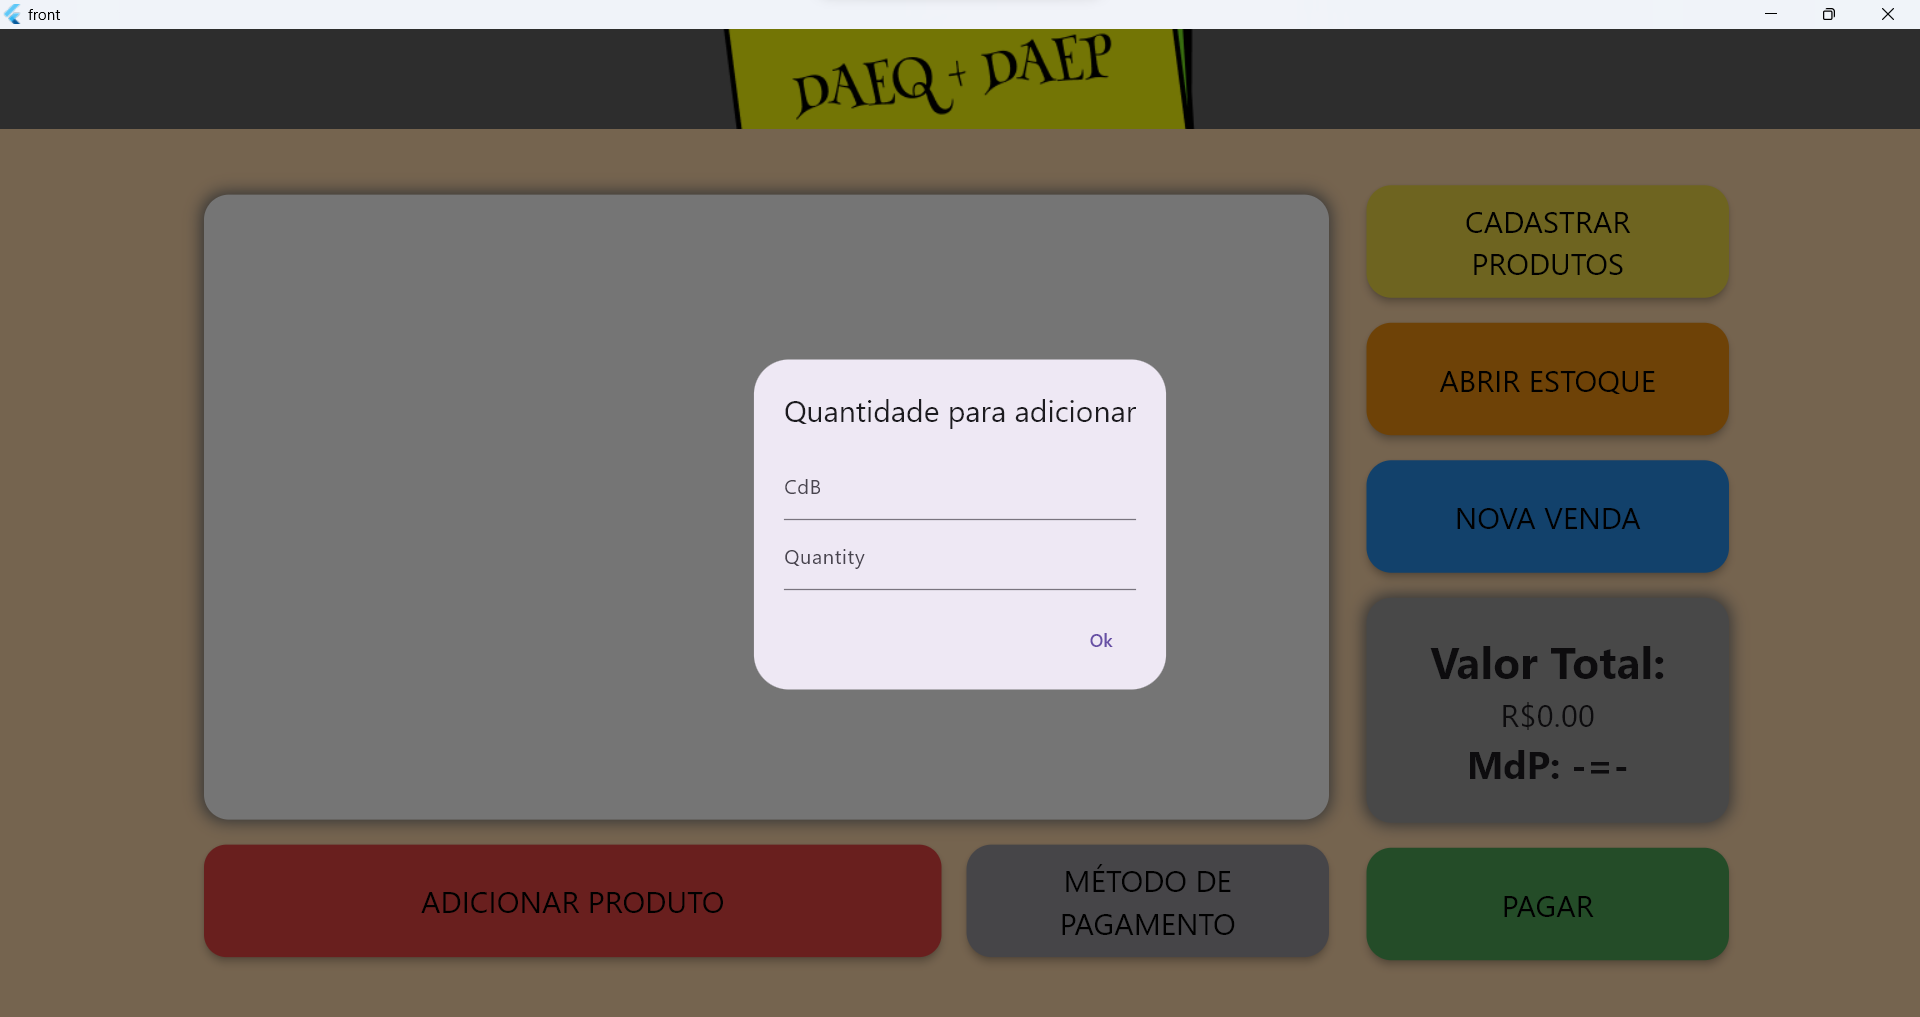 front
DAEQ + DAEP
CADASTRAR
PRODUTOS
ABRIR ESTOQUE
Quantidade para adicionar
CdB
NOVA VENDA
Quantity
Ok
Valor Total:
R$0.00
MdP: -=-
ADICIONAR PRODUTO
MÉTODO DE
PAGAMENTO
PAGAR